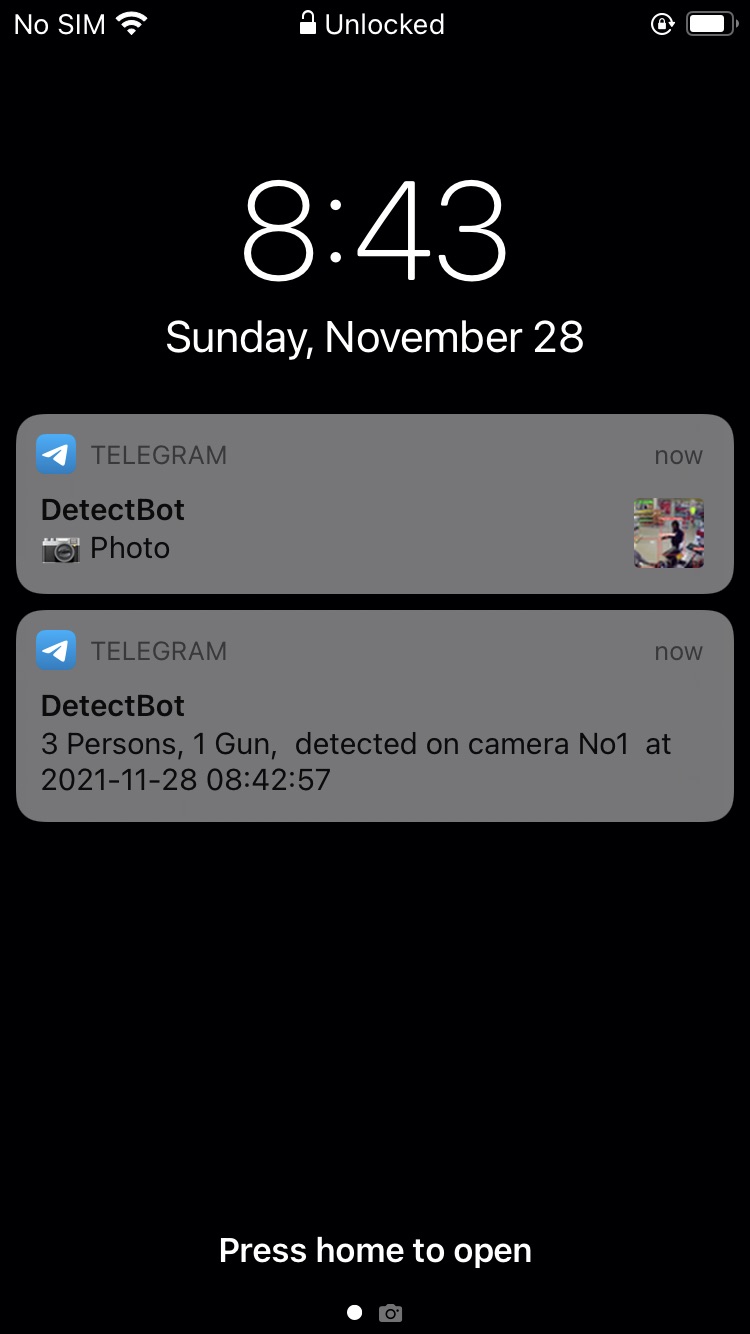 No SIM Unlocked
8:43
Sunday, November 28
TELEGRAM now
DetectBot
📷 Photo
TELEGRAM now
DetectBot
3 Persons, 1 Gun,  detected on camera No1  at
2021-11-28 08:42:57
Press home to open